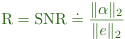 R = SNR ≐ ‖α‖₂ / ‖e‖₂